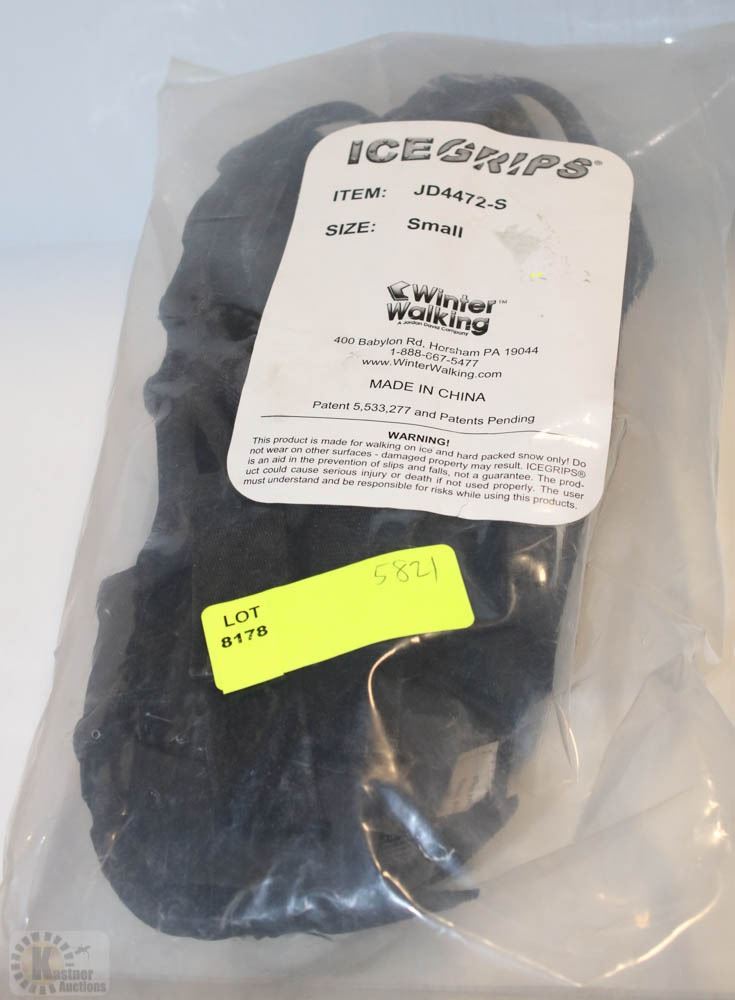 ICEGRIPS®
ITEM: JD4472-S
SIZE: Small
Winter™
Walking
A Jordan David Company
400 Babylon Rd, Horsham PA 19044
1-888-667-5477
www.WinterWalking.com
MADE IN CHINA
Patent 5,533,277 and Patents Pending
WARNING!
This product is made for walking on ice and hard packed snow only! Do
not wear on other surfaces - damaged property may result. ICEGRIPS®
is an aid in the prevention of slips and falls, not a guarantee. The prod-
uct could cause serious injury or death if not used properly. The user
must understand and be responsible for risks while using this products.
5821
LOT
8178
Kastner
Auctions